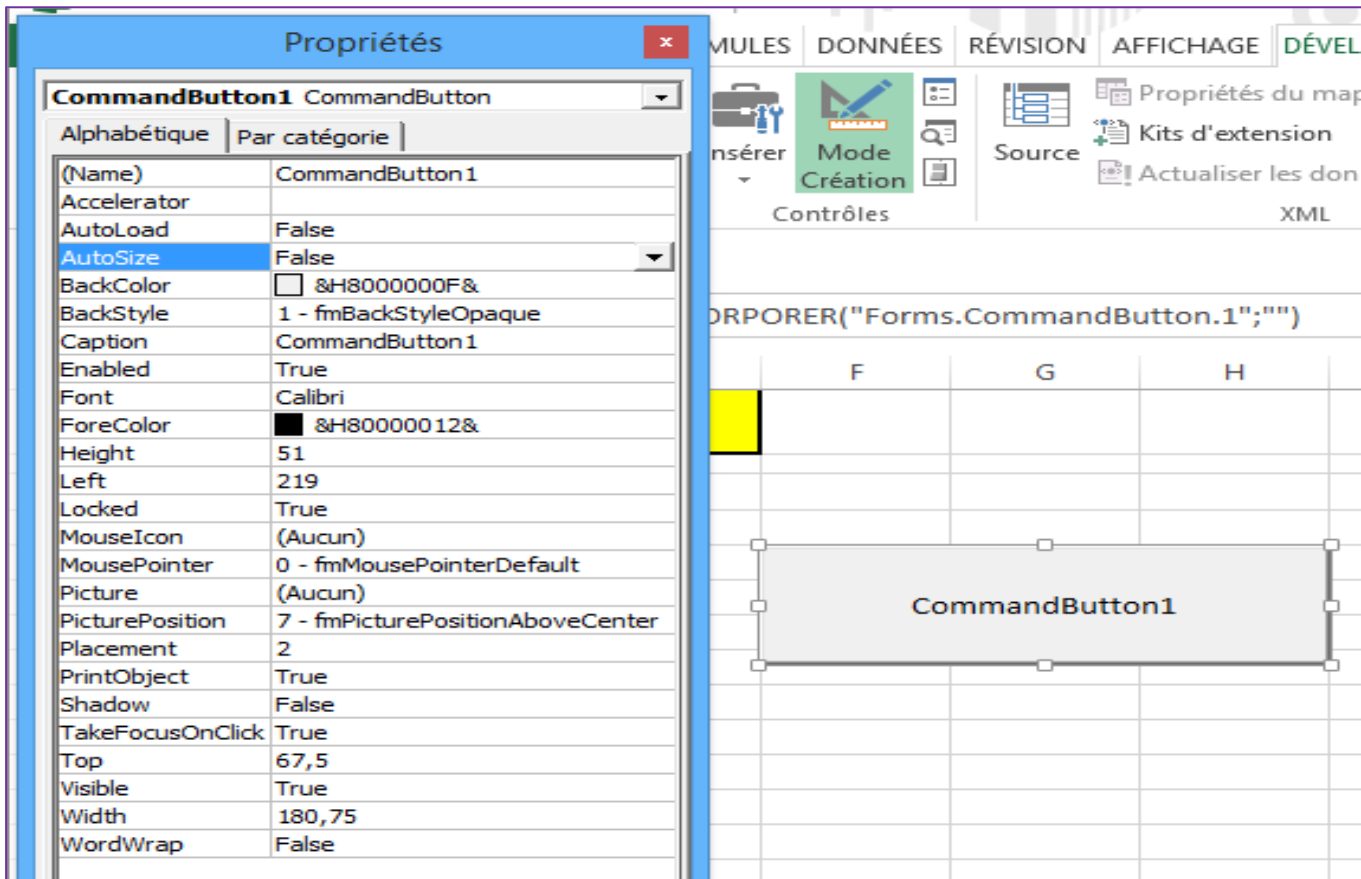 Propriétés
x
MULES DONNÉES RÉVISION AFFICHAGE DÉVEL
CommandButton1 CommandButton
Alphabétique Par catégorie
(Name) CommandButton1
Accelerator
AutoLoad False
AutoSize False
BackColor &H8000000F&
BackStyle 1 - fmBackStyleOpaque
Caption CommandButton1
Enabled True
Font Calibri
ForeColor &H80000012&
Height 51
Left 219
Locked True
MouseIcon (Aucun)
MousePointer 0 - fmMousePointerDefault
Picture (Aucun)
PicturePosition 7 - fmPicturePositionAboveCenter
Placement 2
PrintObject True
Shadow False
TakeFocusOnClick True
Top 67,5
Visible True
Width 180,75
WordWrap False
nsérer
Mode
Création
Contrôles
Source
Propriétés du map
Kits d'extension
Actualiser les don
XML
ORPORER("Forms.CommandButton.1";"")
F G H
CommandButton1